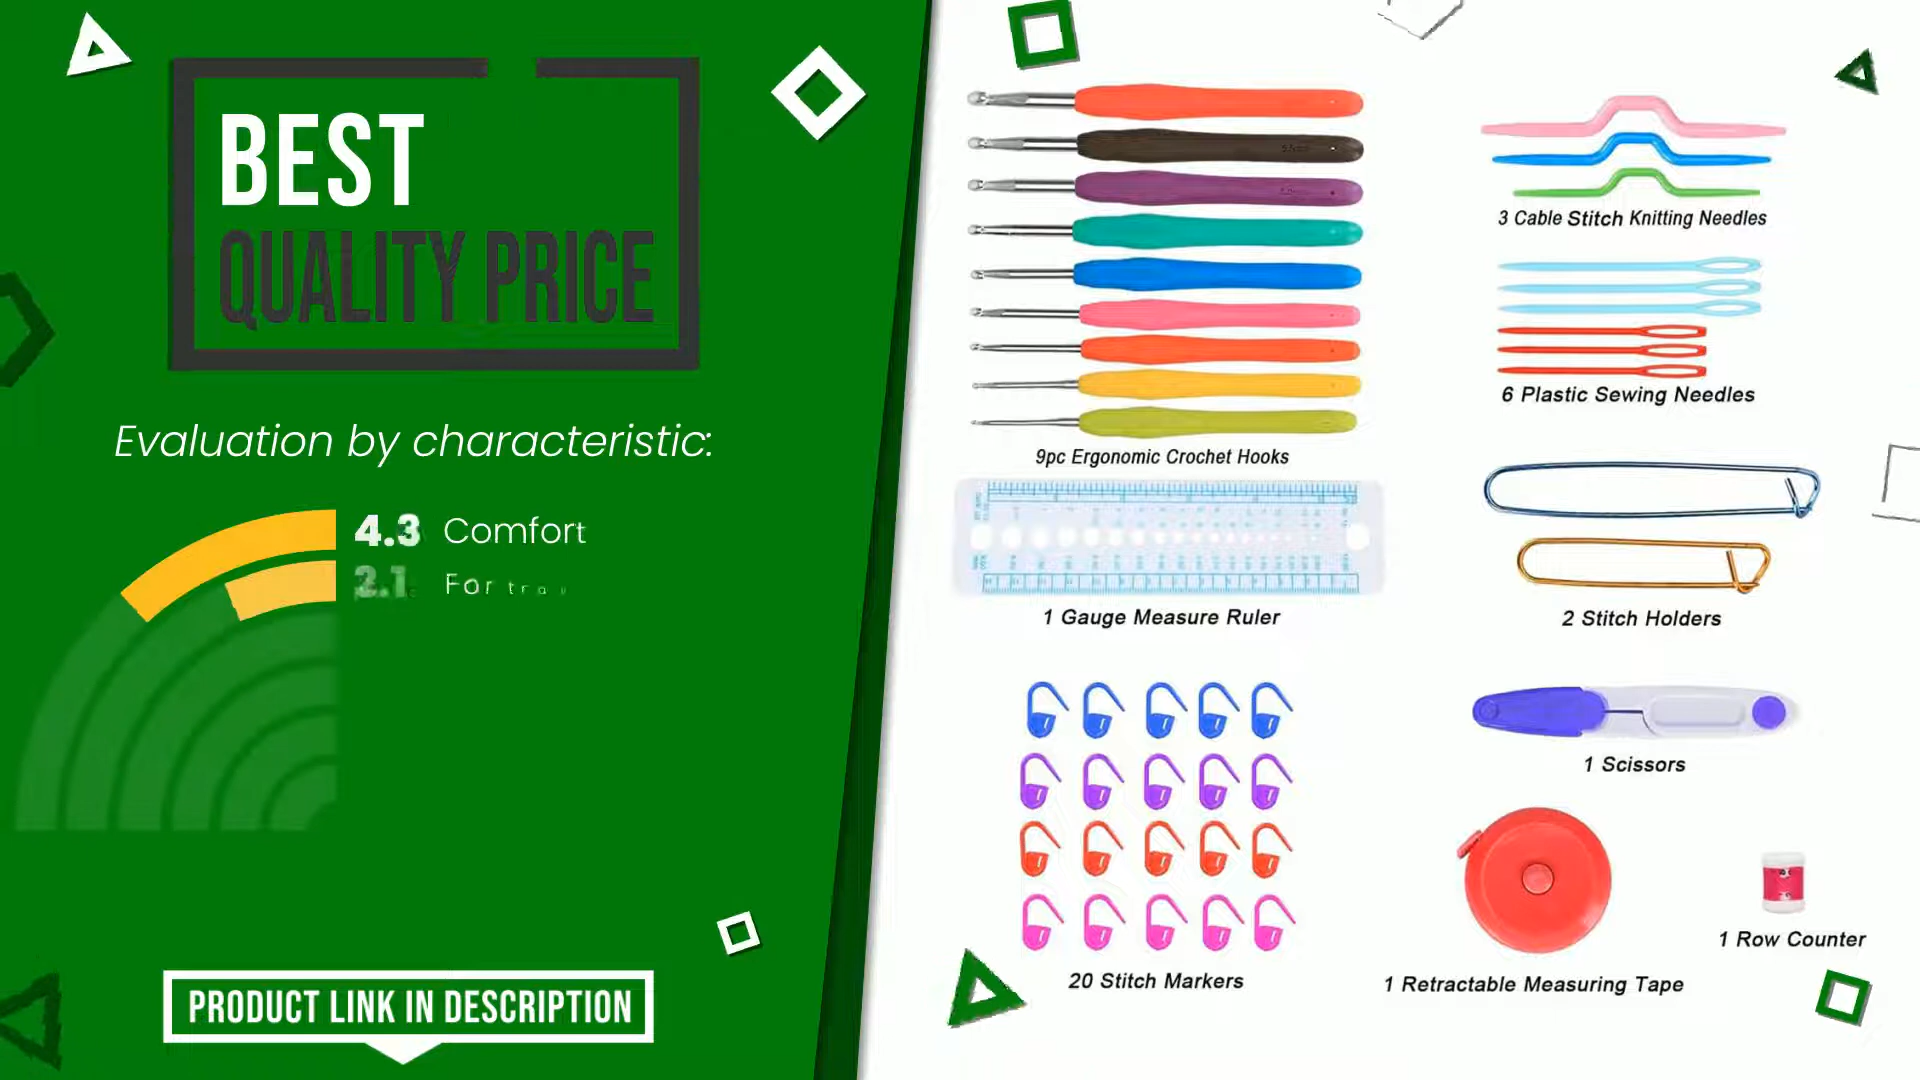 BEST
QUALITY PRICE
Evaluation by characteristic:
4.3 Comfort
For
PRODUCT LINK IN DESCRIPTION
9pc Ergonomic Crochet Hooks
1 Gauge Measure Ruler
20 Stitch Markers
3 Cable Stitch Knitting Needles
6 Plastic Sewing Needles
2 Stitch Holders
1 Scissors
1 Retractable Measuring Tape
1 Row Counter